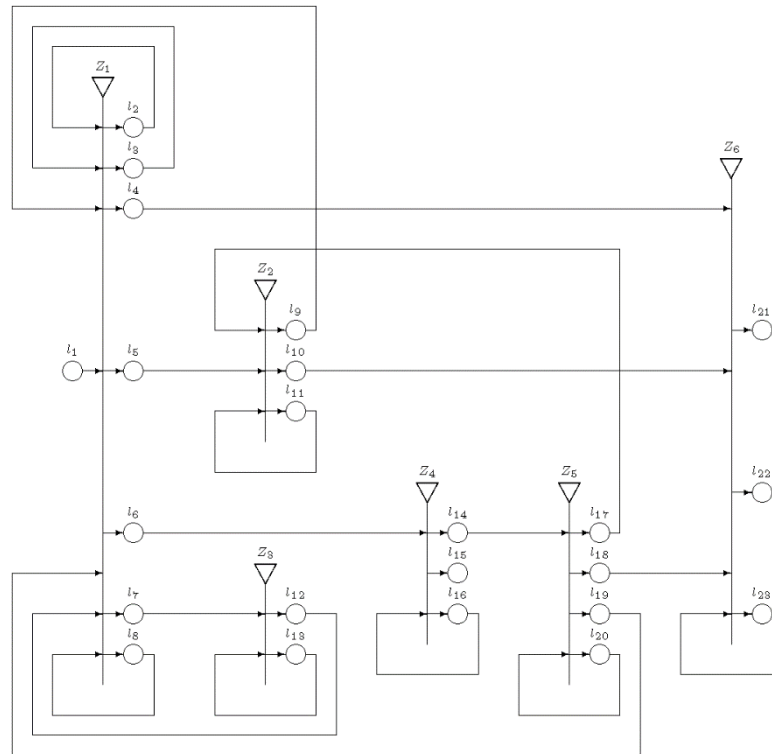 Z₁
l₂
l₃
Z₆
l₄
Z₂
l₉ l₂₁
l₁ l₅ l₁₀
l₁₁
Z₄ Z₅ l₂₂
l₆ l₁₄ l₁₇
Z₃ l₁₅ l₁₈
l₇ l₁₂ l₁₆ l₁₉ l₂₃
l₈ l₁₃ l₂₀